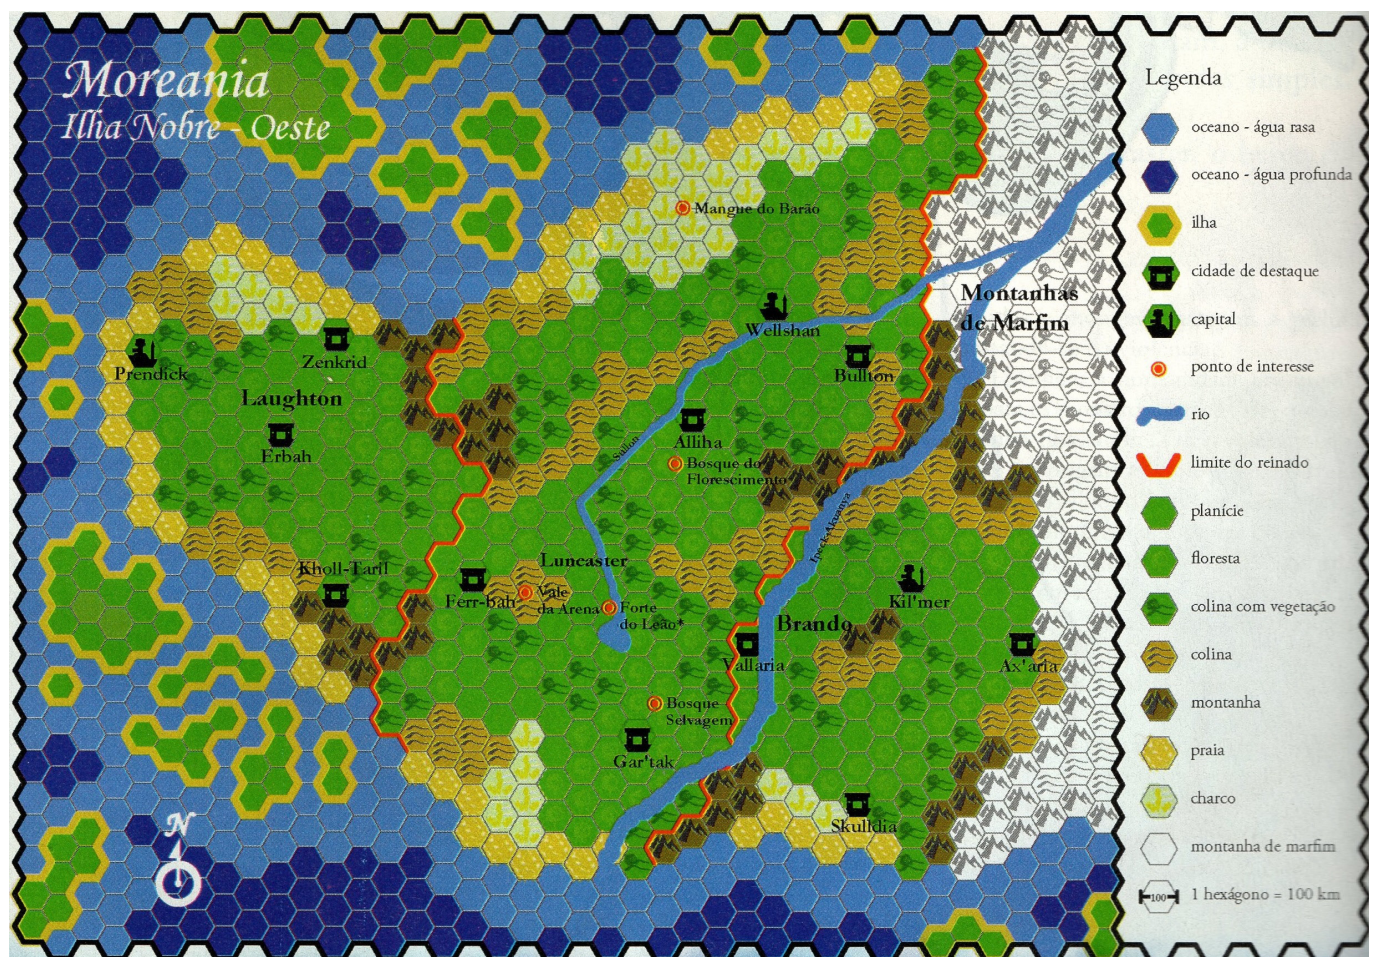 Moreania
Ilha Nobre - Oeste
Mangue do Barão
Wellshan
Montanhas
de Marfim
Bullton
Prendick
Zenkrid
Laughton
Erbah
Alliha
Sullon
Bosque do
Florescimento
Luncaster
Kholl-Taril
Ferr-bah
Vale
da Arena
Forte
do Leão*
Kil'mer
Brando
Vallaria
Ax'aria
Bosque
Selvagem
Gar'tak
Skulldia
N
Legenda
oceano - água rasa
oceano - água profunda
ilha
cidade de destaque
capital
ponto de interesse
rio
limite do reinado
planície
floresta
colina com vegetação
colina
montanha
praia
charco
montanha de marfim
100
1 hexágono = 100 km